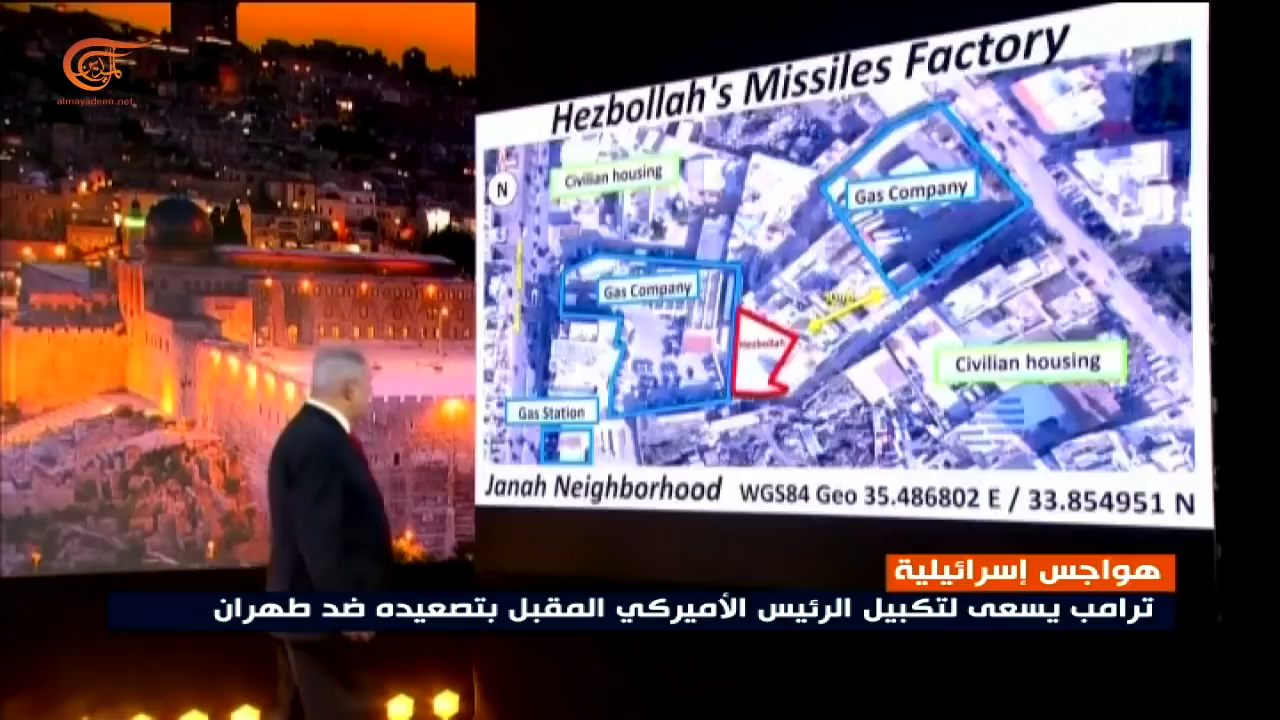 الميادين
almayadeen.net
Hezbollah's Missiles Factory
N
Civilian housing
Gas Company
Gas Company
Hezbollah
Civilian housing
Gas Station
Janah Neighborhood WGS84 Geo 35.486802 E / 33.854951 N
هواجس إسرائيلية
ترامب يسعى لتكبيل الرئيس الأميركي المقبل بتصعيده ضد طهران